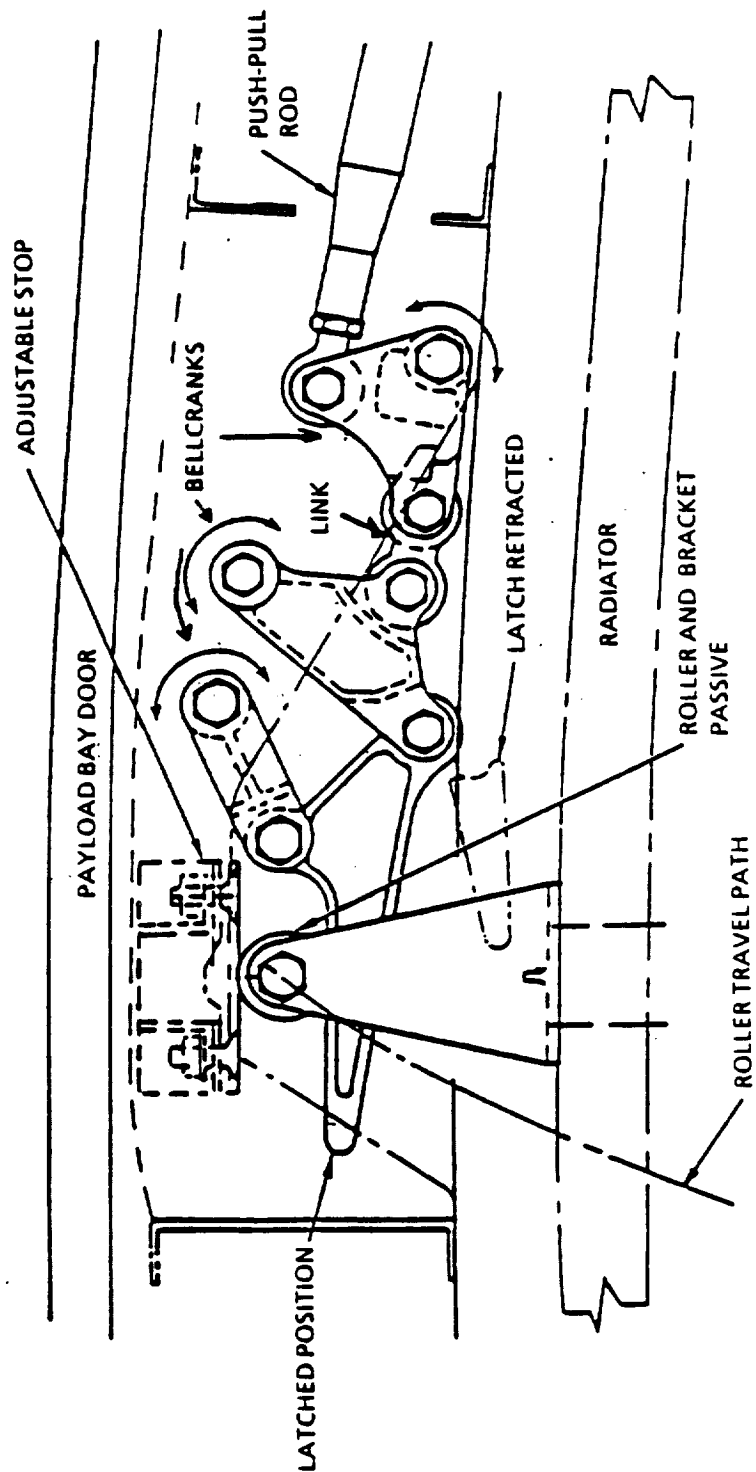 ADJUSTABLE STOP
PAYLOAD BAY DOOR
BELLCRANKS
PUSH-PULL
ROD
LINK
LATCHED POSITION
LATCH RETRACTED
RADIATOR
ROLLER AND BRACKET
PASSIVE
ROLLER TRAVEL PATH